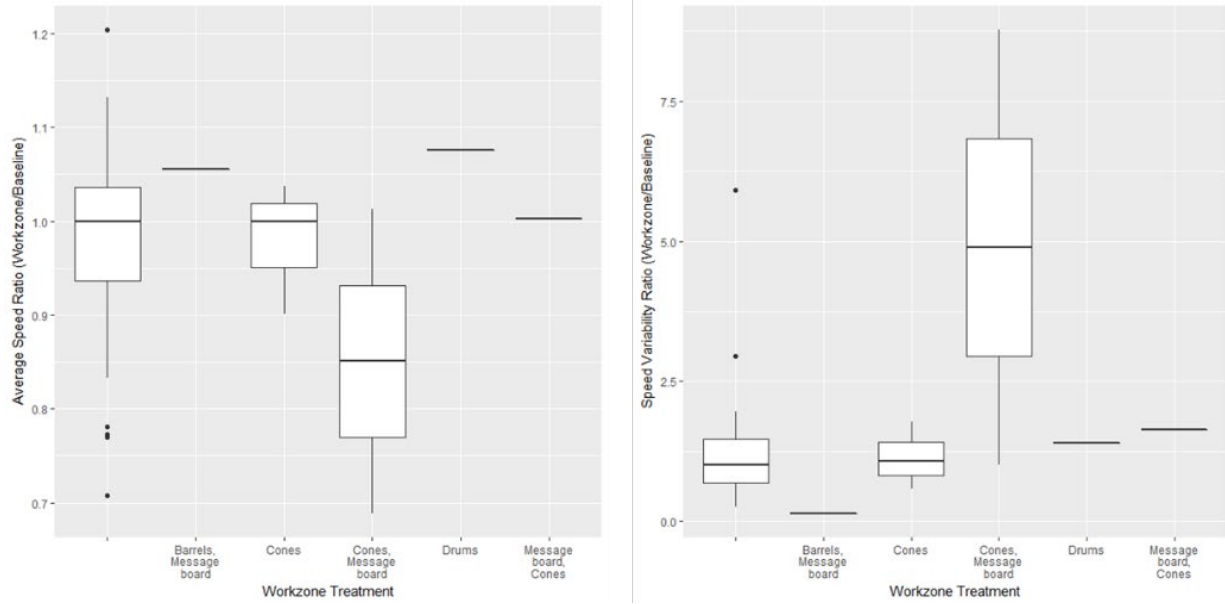 Average Speed Ratio (Workzone/Baseline)
1.2
1.1
1.0
0.9
0.8
0.7
Barrels,
Message
board
Cones
Cones,
Message
board
Drums
Message
board,
Cones
Workzone Treatment
Speed Variability Ratio (Workzone/Baseline)
7.5
5.0
2.5
0.0
Barrels,
Message
board
Cones
Cones,
Message
board
Drums
Message
board,
Cones
Workzone Treatment